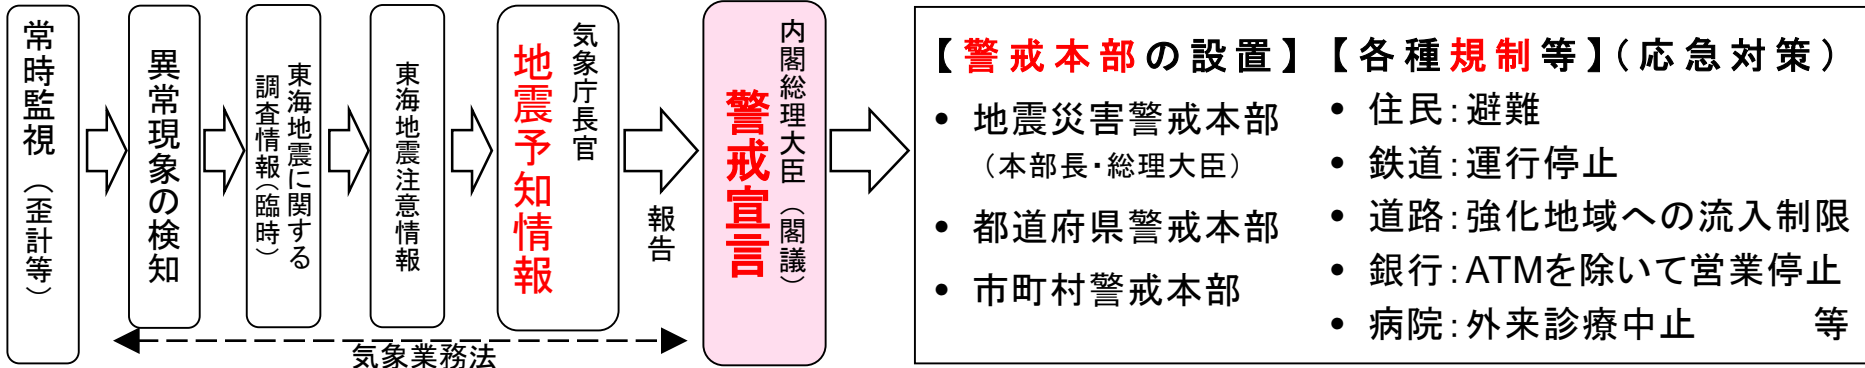 常時監視（歪計等）
異常現象の検知
東海地震に関する
調査情報（臨時）
東海地震注意情報
気象庁長官
地震予知情報
報告
内閣総理大臣（閣議）
警戒宣言
気象業務法
【警戒本部の設置】
• 地震災害警戒本部
（本部長・総理大臣）
• 都道府県警戒本部
• 市町村警戒本部
【各種規制等】（応急対策）
• 住民：避難
• 鉄道：運行停止
• 道路：強化地域への流入制限
• 銀行：ATMを除いて営業停止
• 病院：外来診療中止 等